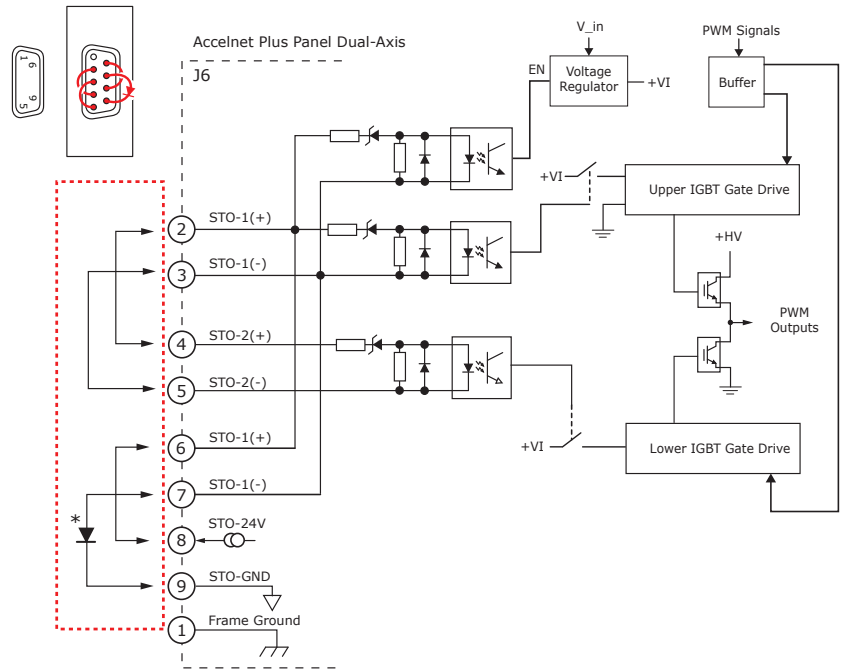 Accelnet Plus Panel Dual-Axis
J6
1
6
9
5
V_in
EN
Voltage
Regulator
+VI
PWM Signals
Buffer
+VI
Upper IGBT Gate Drive
2
STO-1(+)
3
STO-1(-)
+HV
PWM
Outputs
4
STO-2(+)
5
STO-2(-)
6
STO-1(+)
+VI
Lower IGBT Gate Drive
7
STO-1(-)
*
8
STO-24V
9
STO-GND
1
Frame Ground